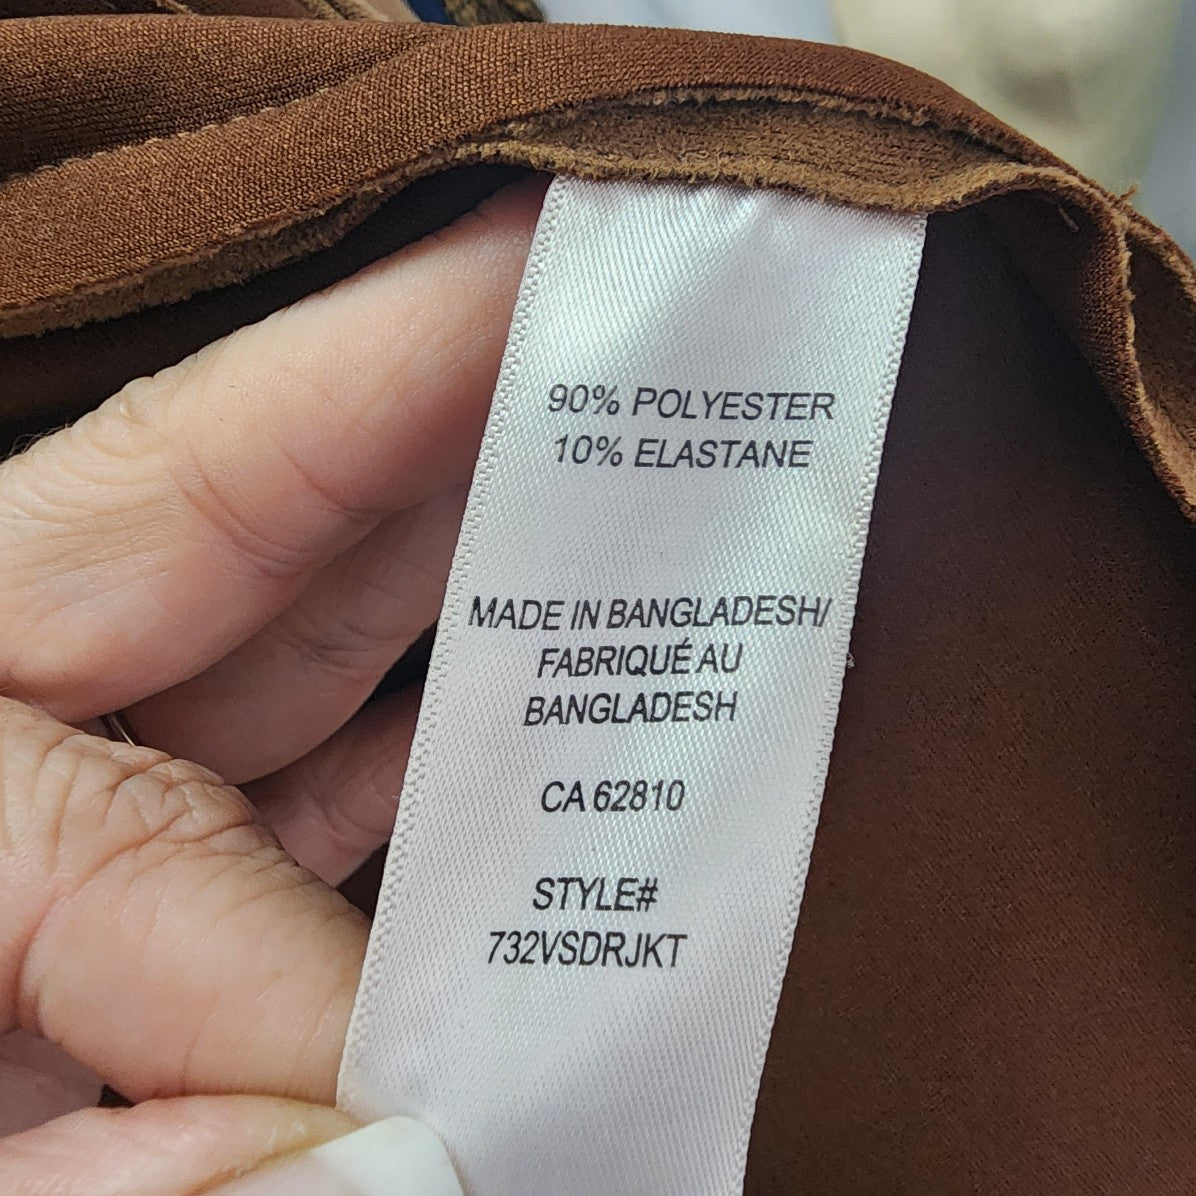 90% POLYESTER
10% ELASTANE
MADE IN BANGLADESH/
FABRIQUÉ AU
BANGLADESH
CA 62810
STYLE#
732VSDRJKT